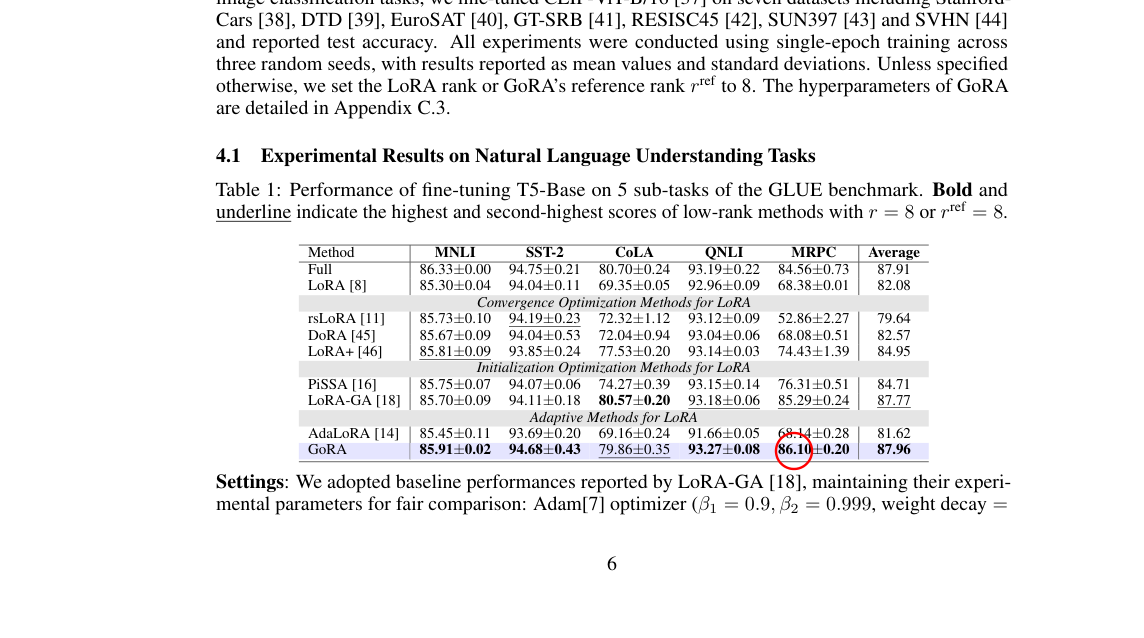 image classification tasks, we fine-tuned CLIP-ViT-B/16 [37] on seven datasets including Stanford-
Cars [38], DTD [39], EuroSAT [40], GT-SRB [41], RESISC45 [42], SUN397 [43] and SVHN [44]
and reported test accuracy. All experiments were conducted using single-epoch training across
three random seeds, with results reported as mean values and standard deviations. Unless specified
otherwise, we set the LoRA rank or GoRA's reference rank r^ref to 8. The hyperparameters of GoRA
are detailed in Appendix C.3.
4.1 Experimental Results on Natural Language Understanding Tasks
Table 1: Performance of fine-tuning T5-Base on 5 sub-tasks of the GLUE benchmark. Bold and
underline indicate the highest and second-highest scores of low-rank methods with r = 8 or r^ref = 8.
Method MNLI SST-2 CoLA QNLI MRPC Average
Full 86.33±0.00 94.75±0.21 80.70±0.24 93.19±0.22 84.56±0.73 87.91
LoRA [8] 85.30±0.04 94.04±0.11 69.35±0.05 92.96±0.09 68.38±0.01 82.08
Convergence Optimization Methods for LoRA
rsLoRA [11] 85.73±0.10 94.19±0.23 72.32±1.12 93.12±0.09 52.86±2.27 79.64
DoRA [45] 85.67±0.09 94.04±0.53 72.04±0.94 93.04±0.06 68.08±0.51 82.57
LoRA+ [46] 85.81±0.09 93.85±0.24 77.53±0.20 93.14±0.03 74.43±1.39 84.95
Initialization Optimization Methods for LoRA
PiSSA [16] 85.75±0.07 94.07±0.06 74.27±0.39 93.15±0.14 76.31±0.51 84.71
LoRA-GA [18] 85.70±0.09 94.11±0.18 80.57±0.20 93.18±0.06 85.29±0.24 87.77
Adaptive Methods for LoRA
AdaLoRA [14] 85.45±0.11 93.69±0.20 69.16±0.24 91.66±0.05 68.14±0.28 81.62
GoRA 85.91±0.02 94.68±0.43 79.86±0.35 93.27±0.08 86.10±0.20 87.96
Settings: We adopted baseline performances reported by LoRA-GA [18], maintaining their experi-
mental parameters for fair comparison: Adam[7] optimizer (β₁ = 0.9, β₂ = 0.999, weight decay =
6